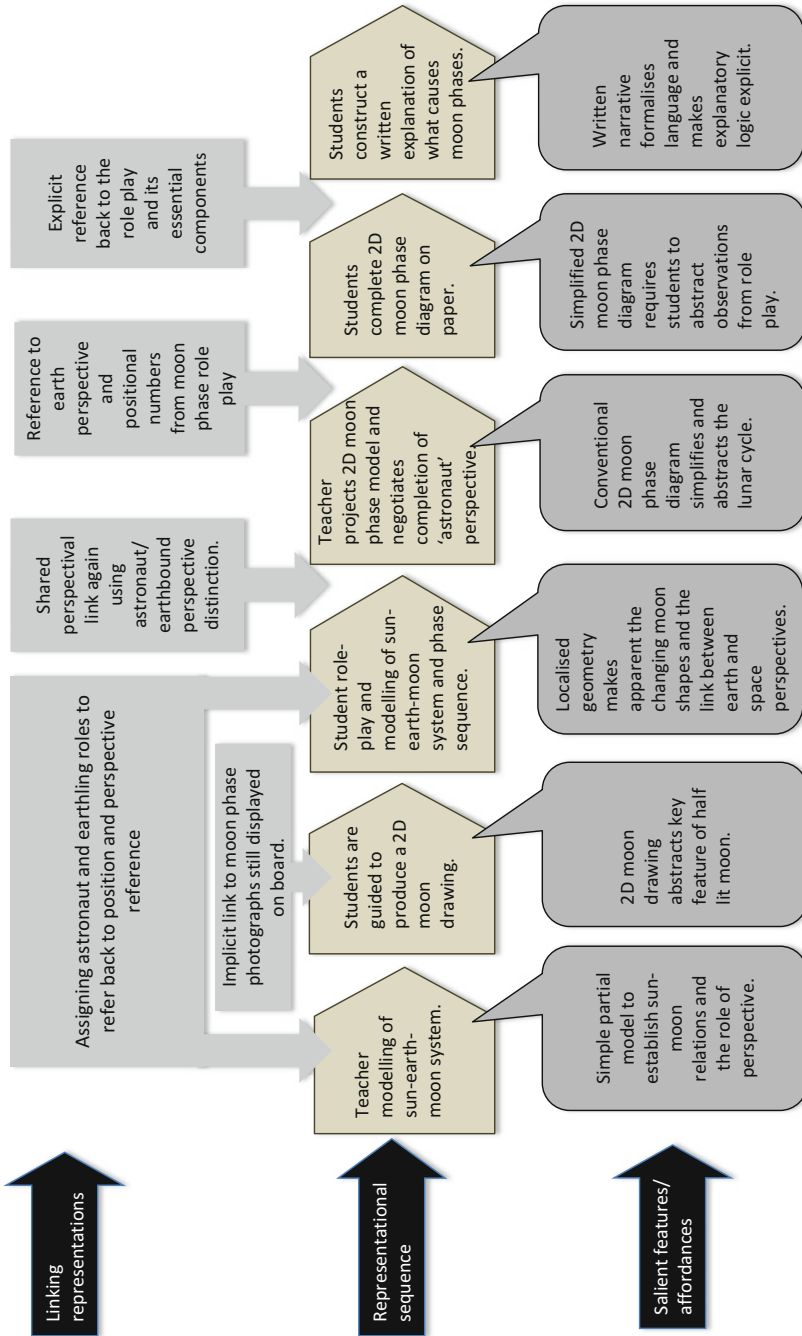 Linking
representations
Assigning astronaut and earthling roles to
refer back to position and perspective
reference
Implicit link to moon phase
photographs still displayed
on board.
Shared
perspectival
link again
using
astronaut/
earthbound
perspective
distinction.
Reference to
earth
perspective
and
positional
numbers
from moon
phase role
play
Explicit
reference
back to the
role play
and its
essential
components
Representational
sequence
Teacher
modelling of
sun-earth-
moon system.
Students are
guided to
produce a 2D
moon
drawing.
Student role-
play and
modelling of sun-
earth-moon
system and phase
sequence.
Teacher
projects 2D moon
phase model and
negotiates
completion of
‘astronaut’
perspective.
Students
complete 2D
moon phase
diagram on
paper.
Students
construct a
written
explanation of
what causes
moon phases.
Salient features/
affordances
Simple partial
model to
establish sun-
moon
relations and
the role of
perspective.
2D moon
drawing
abstracts key
feature of half
lit moon.
Localised
geometry
makes
apparent the
changing moon
shapes and the
link between
earth and
space
perspectives.
Conventional
2D moon
phase
diagram
simplifies and
abstracts the
lunar cycle.
Simplified 2D
moon phase
diagram
requires
students to
abstract
observations
from role
play.
Written
narrative
formalises
language and
makes
explanatory
logic explicit.